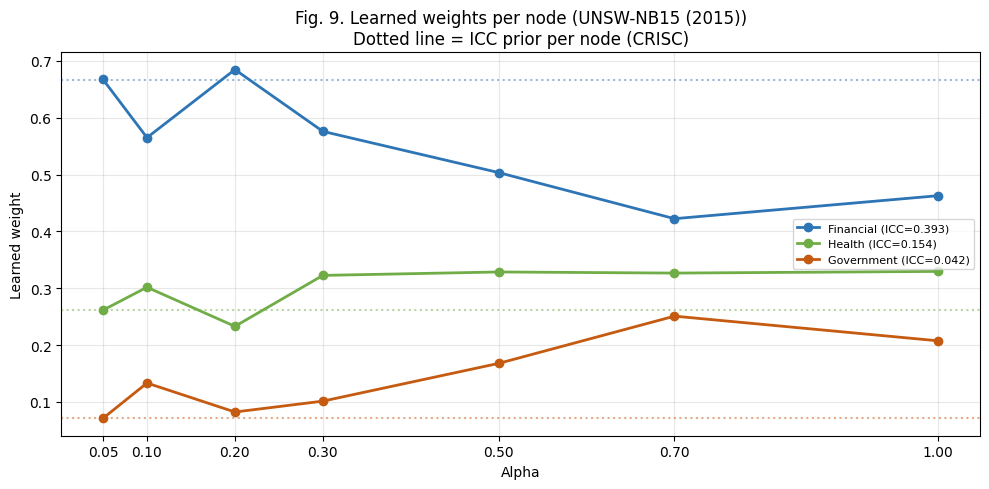 Fig. 9. Learned weights per node (UNSW-NB15 (2015))
Dotted line = ICC prior per node (CRISC)
0.7
0.6
0.5
0.4
0.3
0.2
0.1
Learned weight
Financial (ICC=0.393)
Health (ICC=0.154)
Government (ICC=0.042)
0.05 0.10 0.20 0.30 0.50 0.70 1.00
Alpha